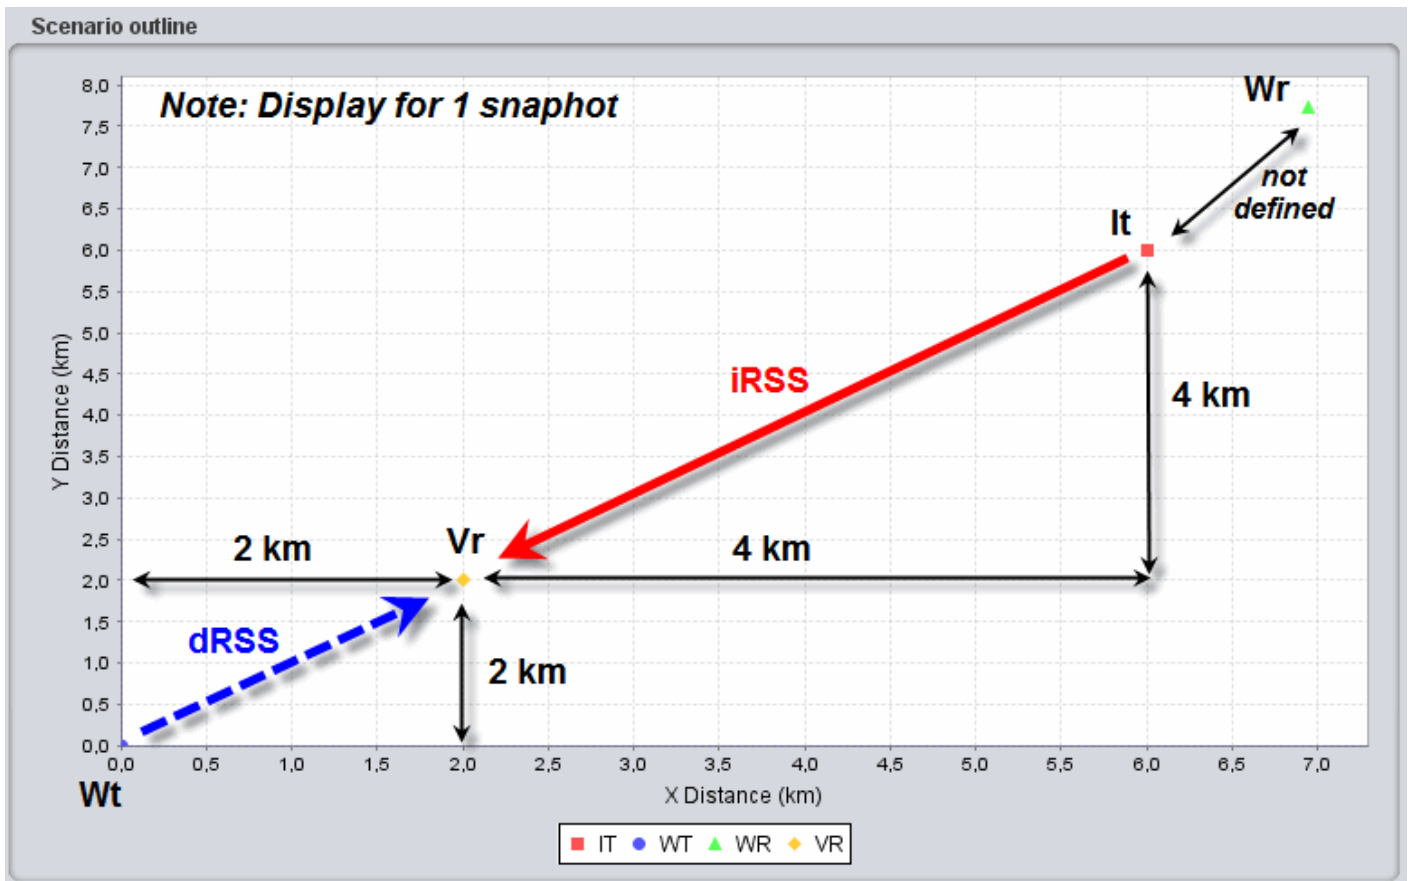 Scenario outline
Note: Display for 1 snaphot
Wr
not
defined
It
iRSS
4 km
2 km
Vr
4 km
dRSS
2 km
Wt
Y Distance (km)
8,0
7,5
7,0
6,5
6,0
5,5
5,0
4,5
4,0
3,5
3,0
2,5
2,0
1,5
1,0
0,5
0,0
0,0 0,5 1,0 1,5 2,0 2,5 3,0 3,5 4,0 4,5 5,0 5,5 6,0 6,5 7,0
X Distance (km)
IT WT WR VR